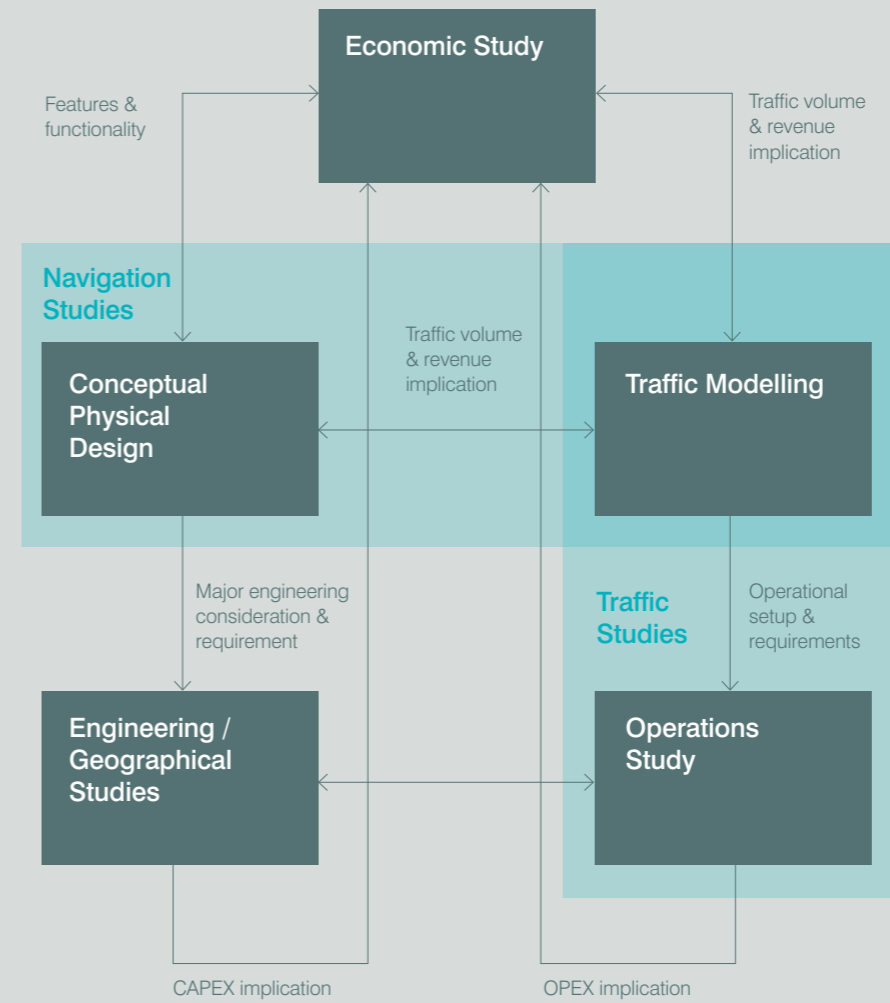 Economic Study
Features &
functionality
Traffic volume
& revenue
implication
Navigation
Studies
Traffic volume
& revenue
implication
Conceptual
Physical
Design
Traffic Modelling
Major engineering
consideration &
requirement
Traffic
Studies
Operational
setup &
requirements
Engineering /
Geographical
Studies
Operations
Study
CAPEX implication
OPEX implication